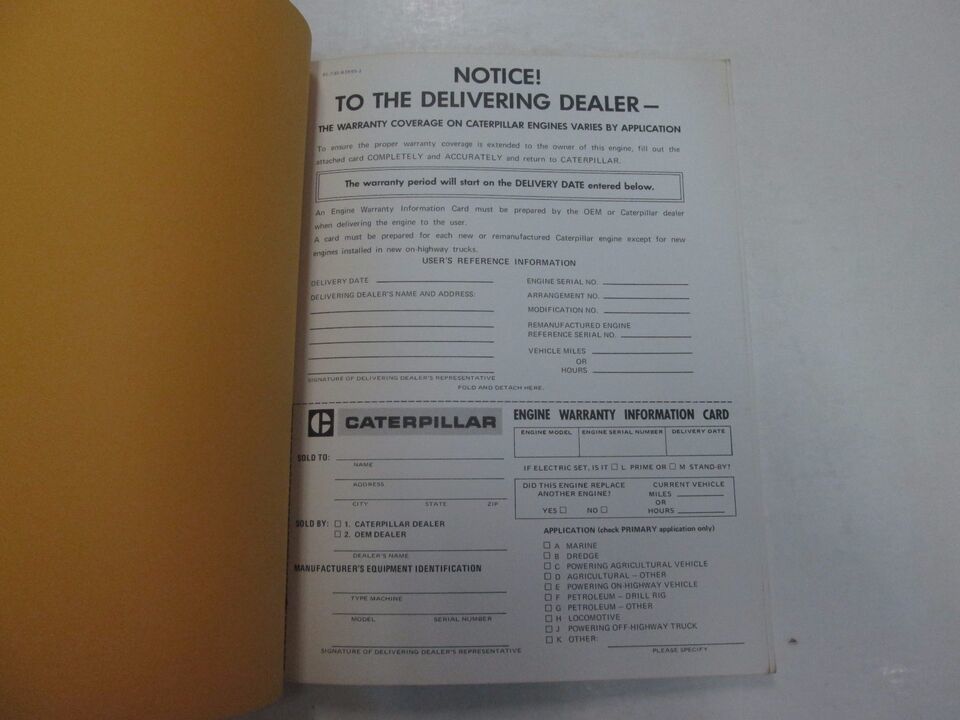 NOTICE!
TO THE DELIVERING DEALER—
THE WARRANTY COVERAGE ON CATERPILLAR ENGINES VARIES BY APPLICATION
To ensure the proper warranty coverage is extended to the owner of this engine, fill out the
attached card COMPLETELY and ACCURATELY and return to CATERPILLAR.
The warranty period will start on the DELIVERY DATE entered below.
An Engine Warranty Information Card must be prepared by the OEM or Caterpillar dealer
when delivering the engine to the user.
A card must be prepared for each new or remanufactured Caterpillar engine except for new
engines installed in new on-highway trucks.
USER'S REFERENCE INFORMATION
DELIVERY DATE
DELIVERING DEALER'S NAME AND ADDRESS:
SIGNATURE OF DELIVERING DEALER'S REPRESENTATIVE
ENGINE SERIAL NO.
ARRANGEMENT NO.
MODIFICATION NO.
REMANUFACTURED ENGINE
REFERENCE SERIAL NO.
VEHICLE MILES
OR
HOURS
FOLD AND DETACH HERE.
C CATERPILLAR
SOLD TO:
NAME
ADDRESS
CITY STATE ZIP
SOLD BY: 1. CATERPILLAR DEALER
2. OEM DEALER
DEALER'S NAME
MANUFACTURER'S EQUIPMENT IDENTIFICATION
TYPE MACHINE
MODEL SERIAL NUMBER
SIGNATURE OF DELIVERING DEALER'S REPRESENTATIVE
ENGINE WARRANTY INFORMATION CARD
ENGINE MODEL ENGINE SERIAL NUMBER DELIVERY DATE
IF ELECTRIC SET, IS IT L PRIME OR M STAND-BY?
DID THIS ENGINE REPLACE
ANOTHER ENGINE?
YES NO
CURRENT VEHICLE
MILES
OR
HOURS
APPLICATION (check PRIMARY application only)
A MARINE
B DREDGE
C POWERING AGRICULTURAL VEHICLE
D AGRICULTURAL – OTHER
E POWERING ON-HIGHWAY VEHICLE
F PETROLEUM – DRILL RIG
G PETROLEUM – OTHER
H LOCOMOTIVE
J POWERING OFF-HIGHWAY TRUCK
K OTHER:
PLEASE SPECIFY